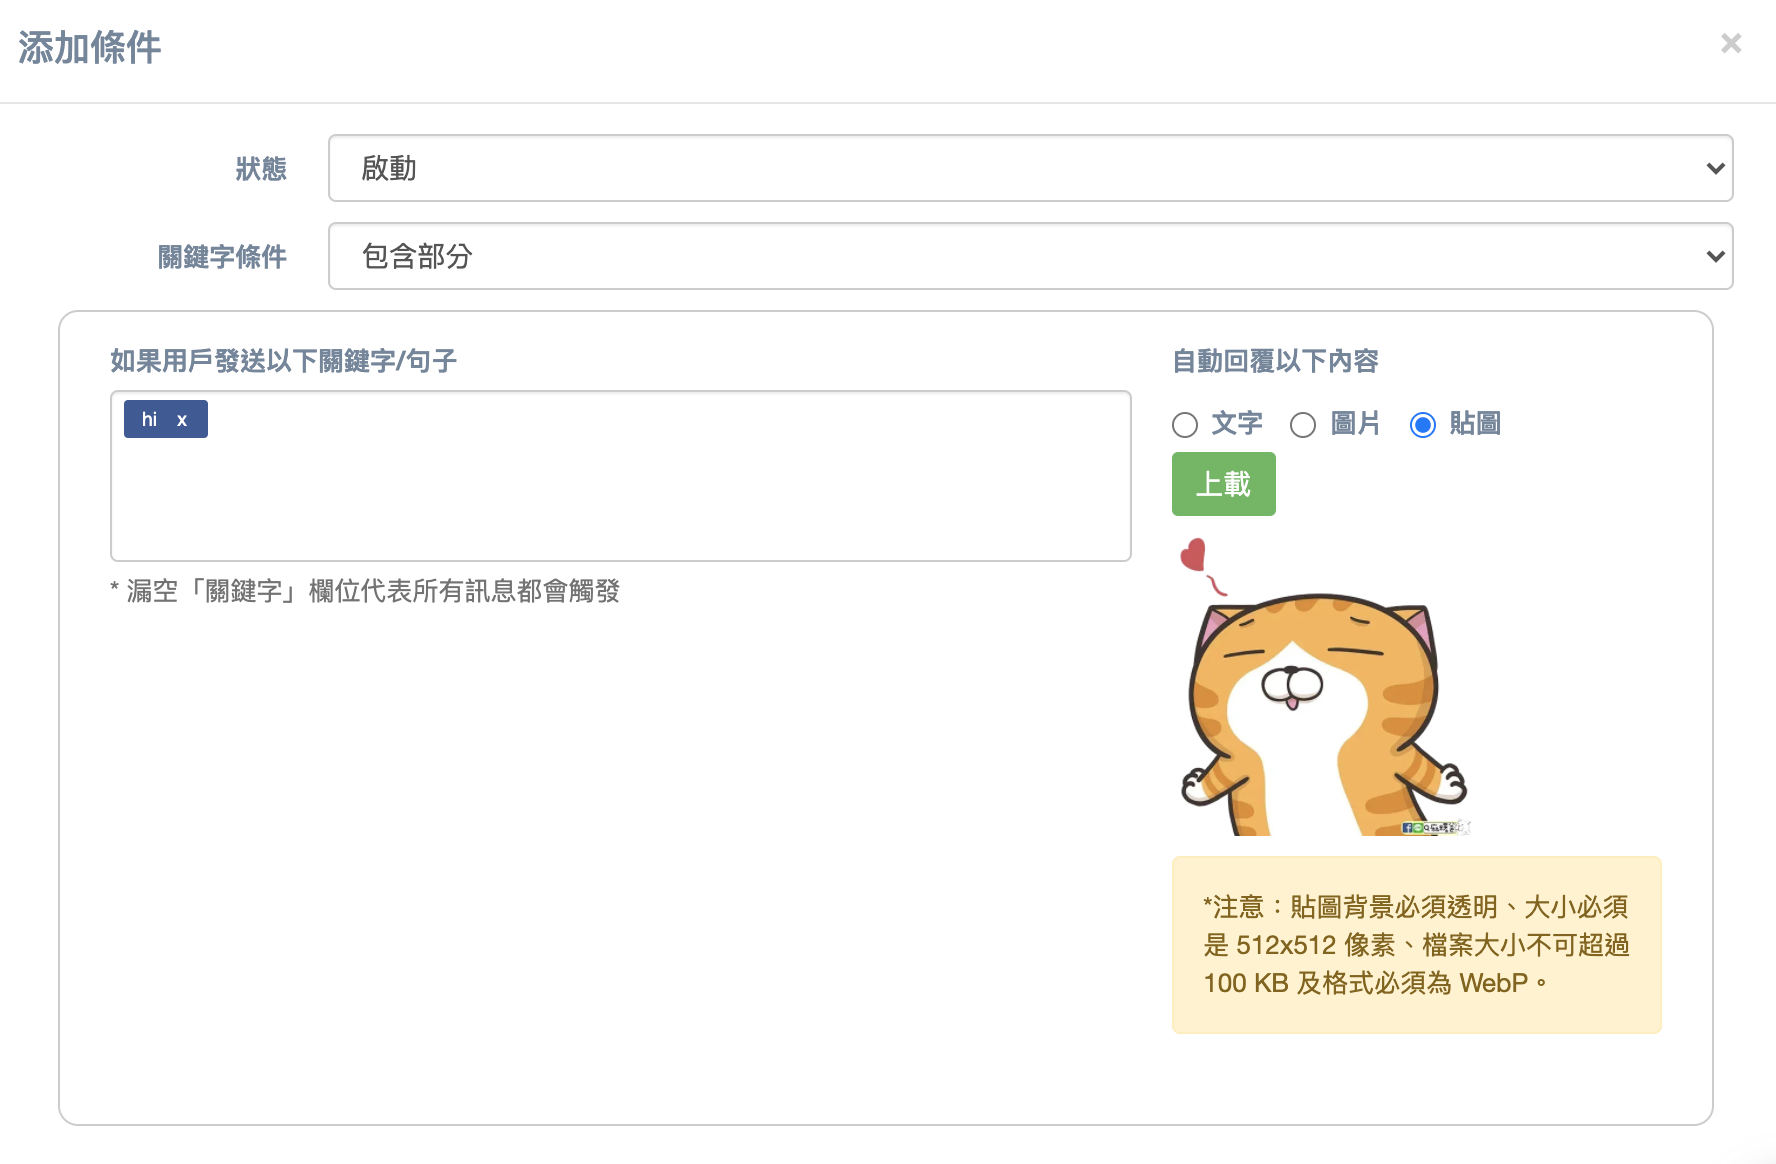 添加條件
×
狀態
啟動
關鍵字條件
包含部分
如果用戶發送以下關鍵字/句子
hi x
* 漏空「關鍵字」欄位代表所有訊息都會觸發
自動回覆以下內容
文字 圖片 貼圖
上載
*注意：貼圖背景必須透明、大小必須
是 512x512 像素、檔案大小不可超過
100 KB 及格式必須為 WebP。